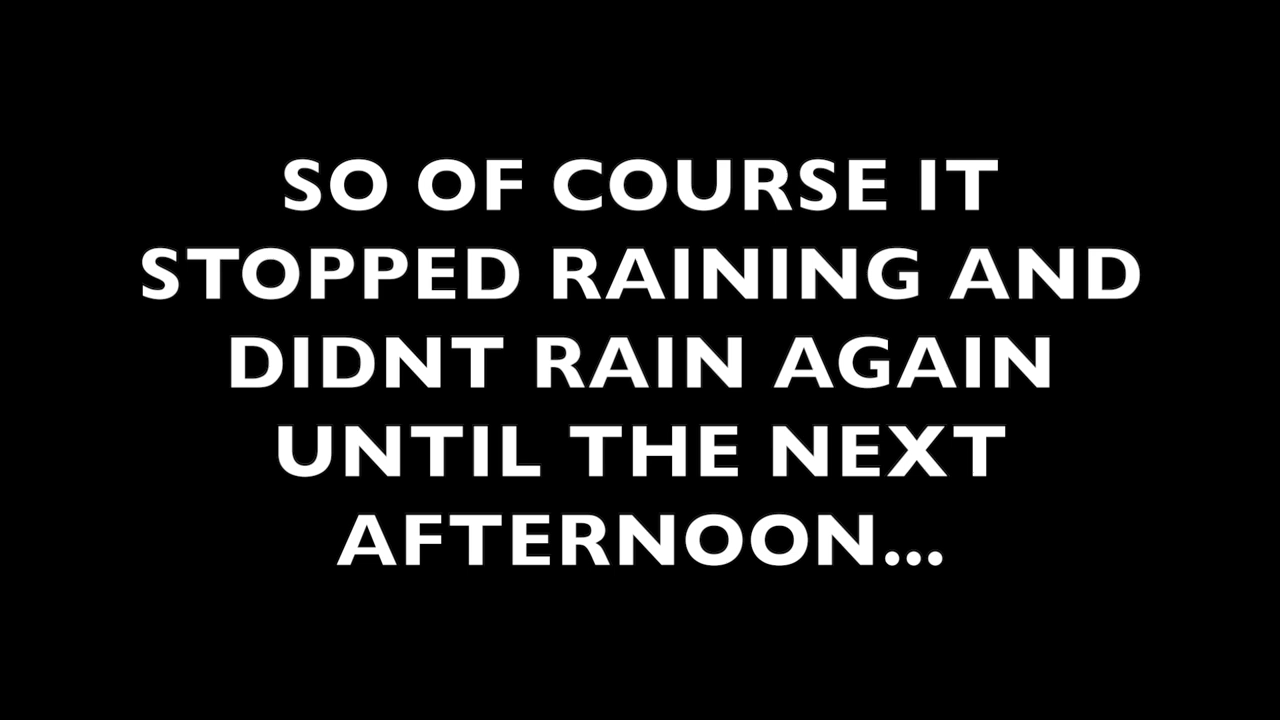 SO OF COURSE IT
STOPPED RAINING AND
DIDNT RAIN AGAIN
UNTIL THE NEXT
AFTERNOON...